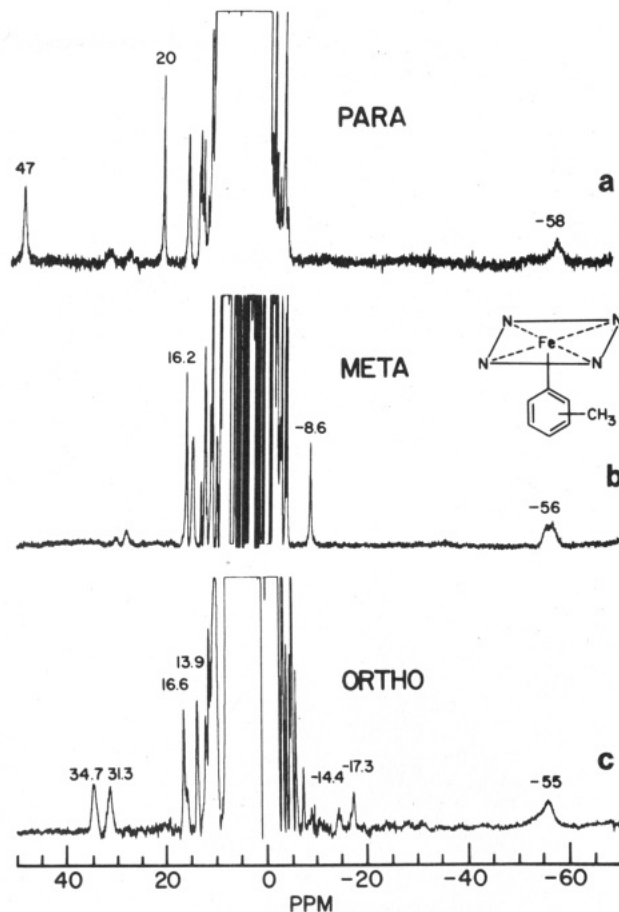 20
47
PARA
a
-58
16.2
META
-8.6
N
N
Fe
N
N
CH₃
b
-56
13.9
16.6
34.7 31.3
ORTHO
-14.4
-17.3
c
-55
40 20 0 -20 -40 -60
PPM